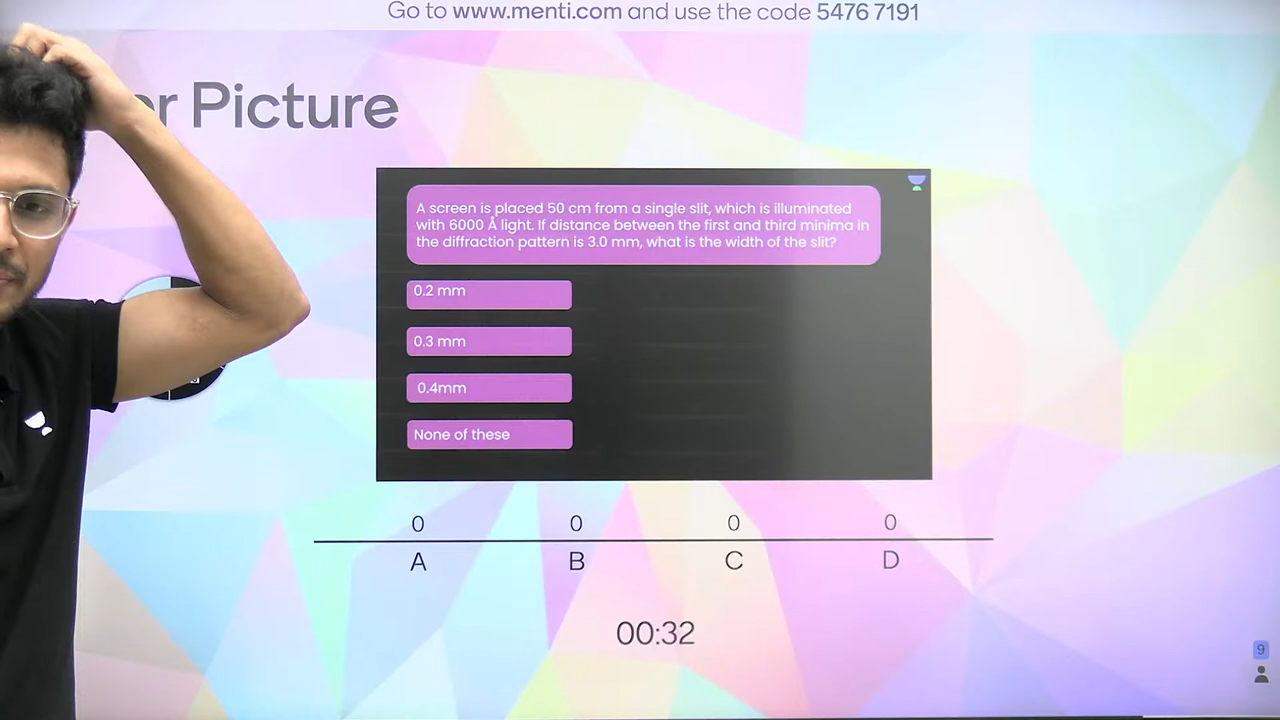 Go to www.menti.com and use the code 5476 7191
Picture
A screen is placed 50 cm from a single slit, which is illuminated
with 6000 Å light. If distance between the first and third minima in
the diffraction pattern is 3.0 mm, what is the width of the slit?
0.2 mm
0.3 mm
0.4mm
None of these
0 0 0 0
A B C D
00:32
9